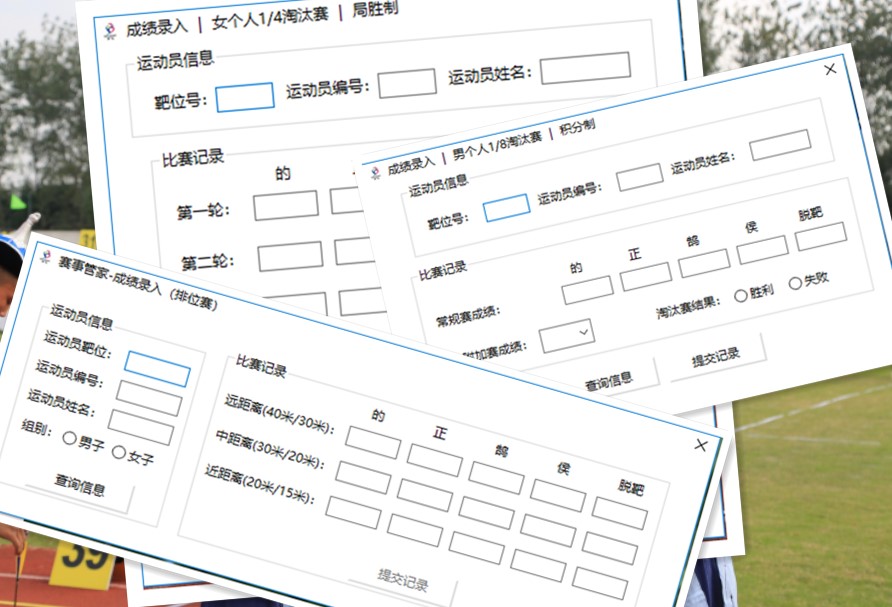 成绩录入 | 女个人1/4淘汰赛 | 局胜制
运动员信息
靶位号： 运动员编号： 运动员姓名：
比赛记录
的
第一轮：
第二轮：
成绩录入 | 男个人1/8淘汰赛 | 积分制
运动员信息
靶位号： 运动员编号： 运动员姓名：
比赛记录
的 正 鹄 侯 脱靶
常规赛成绩：
附加赛成绩： 淘汰赛结果： 胜利 失败
查询信息 提交记录
赛事管家-成绩录入（排位赛）
运动员信息
运动员靶位：
运动员编号：
运动员姓名：
组别： 男子 女子
查询信息
比赛记录
的 正 鹄 侯 脱靶
远距离(40米/30米)：
中距离(30米/20米)：
近距离(20米/15米)：
提交记录
39